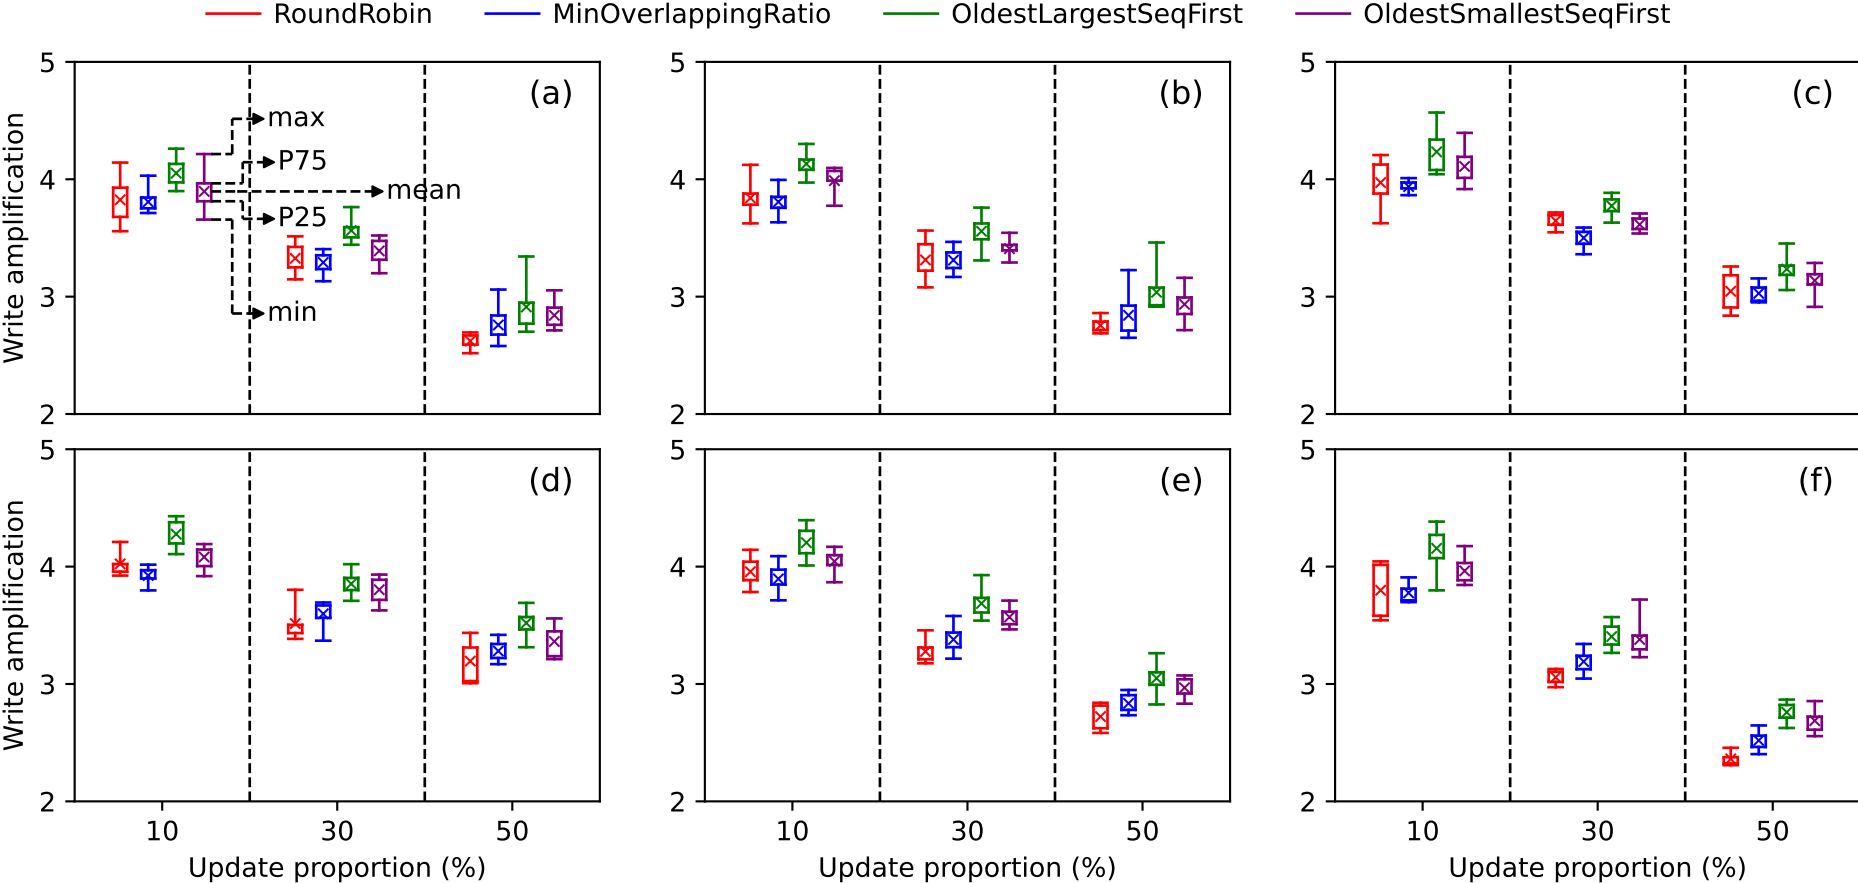 RoundRobin MinOverlappingRatio OldestLargestSeqFirst OldestSmallestSeqFirst
Write amplification
5
4
3
2
(a)
max
P75
mean
P25
min
5
4
3
2
(b)
5
4
3
2
(c)
Write amplification
5
4
3
2
(d)
10 30 50
Update proportion (%)
5
4
3
2
(e)
10 30 50
Update proportion (%)
5
4
3
2
(f)
10 30 50
Update proportion (%)